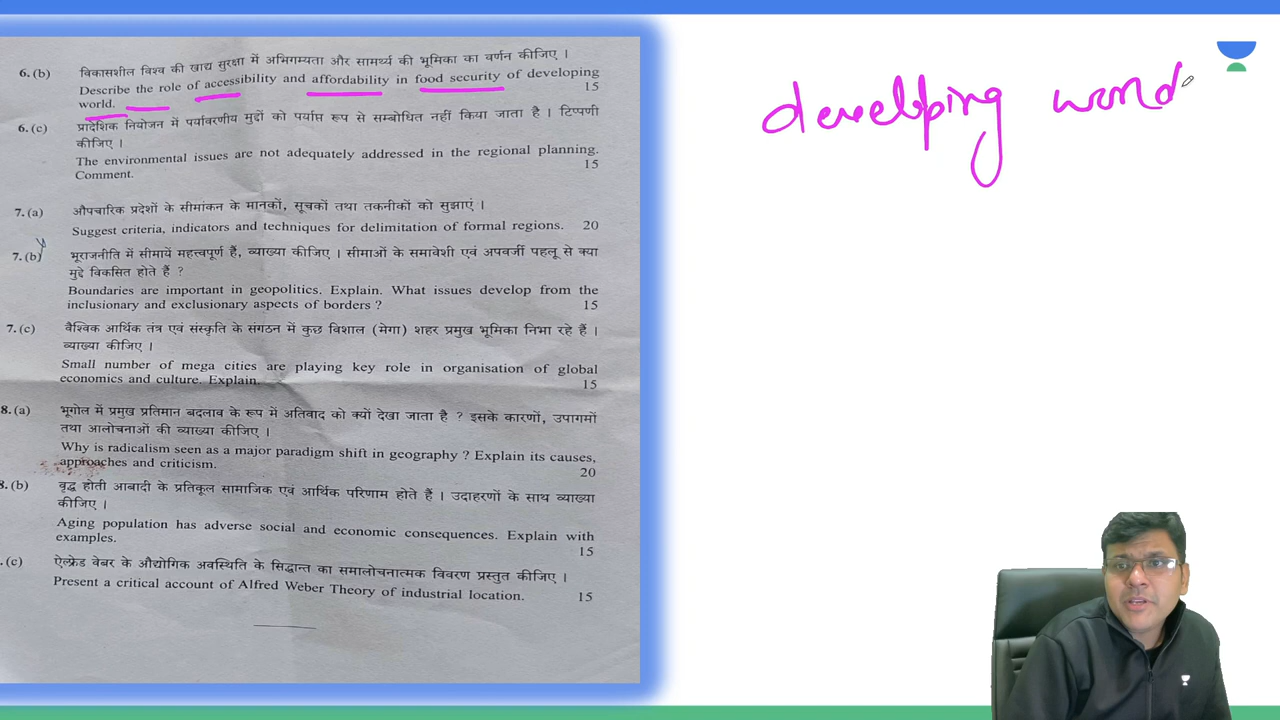 6.(b) विकासशील विश्व की खाद्य सुरक्षा में अभिगम्यता और सामर्थ्य की भूमिका का वर्णन कीजिए ।
Describe the role of accessibility and affordability in food security of developing
world. 15
6.(c) प्रादेशिक नियोजन में पर्यावरणीय मुद्दों को पर्याप्त रूप से सम्बोधित नहीं किया जाता है । टिप्पणी
कीजिए ।
The environmental issues are not adequately addressed in the regional planning.
Comment. 15
7.(a) औपचारिक प्रदेशों के सीमांकन के मानकों, सूचकों तथा तकनीकों को सुझाएं ।
Suggest criteria, indicators and techniques for delimitation of formal regions. 20
7.(b) भूराजनीति में सीमायें महत्त्वपूर्ण हैं, व्याख्या कीजिए । सीमाओं के समावेशी एवं अपवर्जी पहलू से क्या
मुद्दे विकसित होते हैं ?
Boundaries are important in geopolitics. Explain. What issues develop from the
inclusionary and exclusionary aspects of borders ? 15
7.(c) वैश्विक आर्थिक तंत्र एवं संस्कृति के संगठन में कुछ विशाल (मेगा) शहर प्रमुख भूमिका निभा रहे हैं ।
व्याख्या कीजिए ।
Small number of mega cities are playing key role in organisation of global
economics and culture. Explain. 15
8.(a) भूगोल में प्रमुख प्रतिमान बदलाव के रूप में अतिवाद को क्यों देखा जाता है ? इसके कारणों, उपागमों
तथा आलोचनाओं की व्याख्या कीजिए ।
Why is radicalism seen as a major paradigm shift in geography ? Explain its causes,
approaches and criticism. 20
8.(b) वृद्ध होती आबादी के प्रतिकूल सामाजिक एवं आर्थिक परिणाम होते हैं । उदाहरणों के साथ व्याख्या
कीजिए ।
Aging population has adverse social and economic consequences. Explain with
examples. 15
.(c) ऐल्फ्रेड वेबर के औद्योगिक अवस्थिति के सिद्धान्त का समालोचनात्मक विवरण प्रस्तुत कीजिए ।
Present a critical account of Alfred Weber Theory of industrial location. 15
developing world